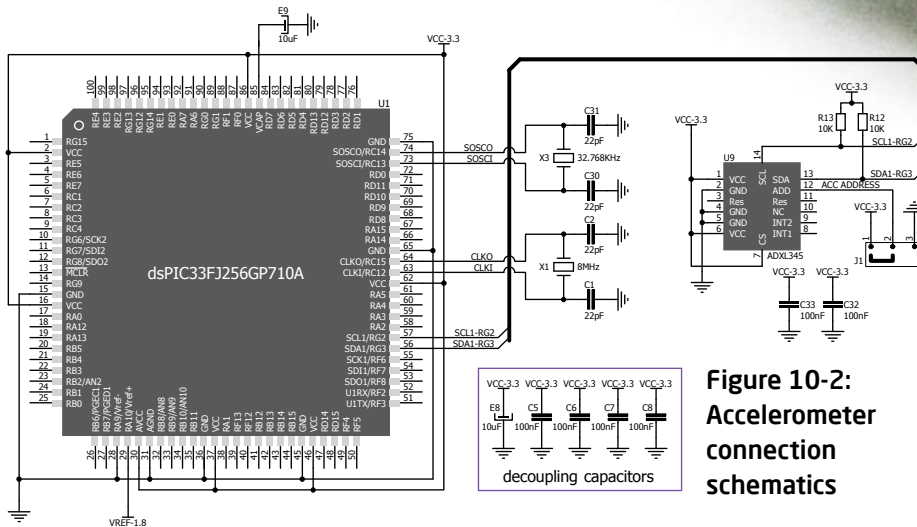 E9
10uF
VCC-3.3
100 RE4
99 RE3
98 RE2
97 RG13
96 RG12
95 RG14
94 RE1
93 RE0
92 RA7
91 RA6
90 RG0
89 RG1
88 RF1
87 RF0
86 VCC
85 VCAP
84 RD7
83 RD6
82 RD5
81 RD4
80 RD13
79 RD12
78 RD3
77 RD2
76 RD1
U1
1 RG15
2 VCC
3 RE5
4 RE6
5 RE7
6 RC1
7 RC2
8 RC3
9 RC4
10 RG6/SCK2
11 RG7/SDI2
12 RG8/SDO2
13 MCLR
14 RG9
15 GND
16 VCC
17 RA0
18 RA12
19 RA13
20 RB5
21 RB4
22 RB3
23 RB2/AN2
24 RB1
25 RB0
dsPIC33FJ256GP710A
GND 75
SOSCO/RC14 74
SOSCI/RC13 73
RD0 72
RD11 71
RD10 70
RD9 69
RD8 68
RA15 67
RA14 66
GND 65
CLKO/RC15 64
CLKI/RC12 63
VCC 62
RA5 61
RA4 60
RA3 59
RA2 58
SCL1/RG2 57
SDA1/RG3 56
SCK1/RF6 55
SDI1/RF7 54
SDO1/RF8 53
U1RX/RF2 52
U1TX/RF3 51
26 RB6/PGEC1
27 RB7/PGED1
28 RA9/Vref-
29 RA10/Vref+
30 AVCC
31 AGND
32 RB8/AN8
33 RB9/AN9
34 RB10/AN10
35 RB11
36 GND
37 VCC
38 RA1
39 RF13
40 RF12
41 RB12
42 RB13
43 RB14
44 RB15
45 GND
46 VCC
47 RD14
48 RD15
49 RF4
50 RF5
VREF-1.8
SOSCO
SOSCI
CLKO
CLKI
SCL1-RG2
SDA1-RG3
C31
22pF
X3 32.768KHz
C30
22pF
C2
22pF
X1 8MHz
C1
22pF
VCC-3.3
VCC-3.3
R13
10K
R12
10K
SCL1-RG2
U9
14
SCL
1 VCC
2 GND
3 Res
4 GND
5 GND
6 VCC
SDA 13
ADD 12
Res 11
NC 10
INT2 9
INT1 8
CS
7
ADXL345
SDA1-RG3
ACC ADDRESS
VCC-3.3
1 2 3
J1
VCC-3.3
VCC-3.3
C33
100nF
C32
100nF
VCC-3.3 VCC-3.3 VCC-3.3 VCC-3.3 VCC-3.3
E8
10uF
C5
100nF
C6
100nF
C7
100nF
C8
100nF
decoupling capacitors
Figure 10-2:
Accelerometer
connection
schematics